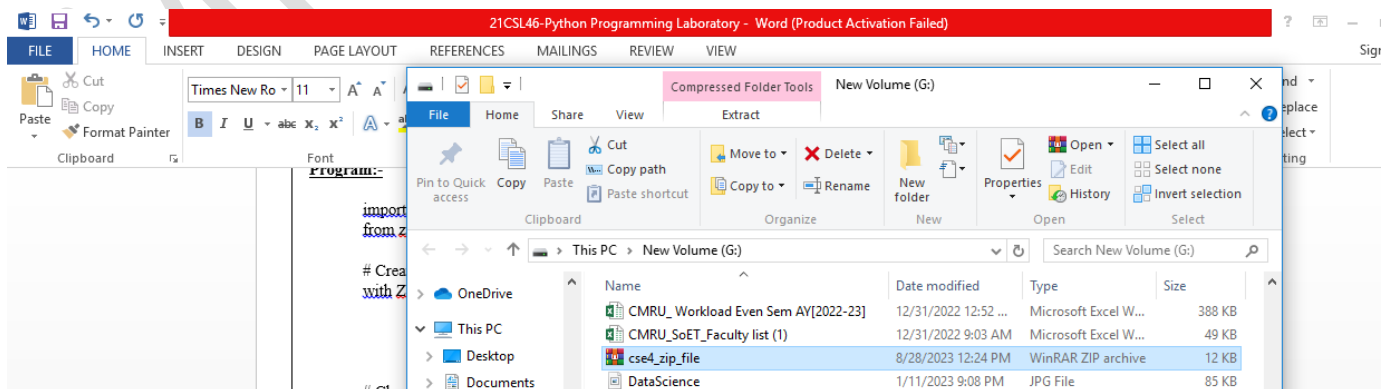 21CSL46-Python Programming Laboratory - Word (Product Activation Failed)
FILE HOME INSERT DESIGN PAGE LAYOUT REFERENCES MAILINGS REVIEW VIEW
Cut
Copy
Paste
Format Painter
Clipboard
Times New Ro 11
B I U abc X₂ X²
Font
Program:-
import
from z
# Crea
with Z
Compressed Folder Tools New Volume (G:)
File Home Share View Extract
Pin to Quick access
Copy
Paste
Cut
Copy path
Paste shortcut
Clipboard
Move to
Copy to
Delete
Rename
Organize
New folder
New
Properties
Open
Edit
History
Open
Select all
Select none
Invert selection
Select
This PC > New Volume (G:)
Search New Volume (G:)
OneDrive
This PC
Desktop
Documents
Name Date modified Type Size
CMRU_ Workload Even Sem AY[2022-23] 12/31/2022 12:52 ... Microsoft Excel W... 388 KB
CMRU_SoET_Faculty list (1) 12/31/2022 9:03 AM Microsoft Excel W... 49 KB
cse4_zip_file 8/28/2023 12:24 PM WinRAR ZIP archive 12 KB
DataScience 1/11/2023 9:08 PM JPG File 85 KB